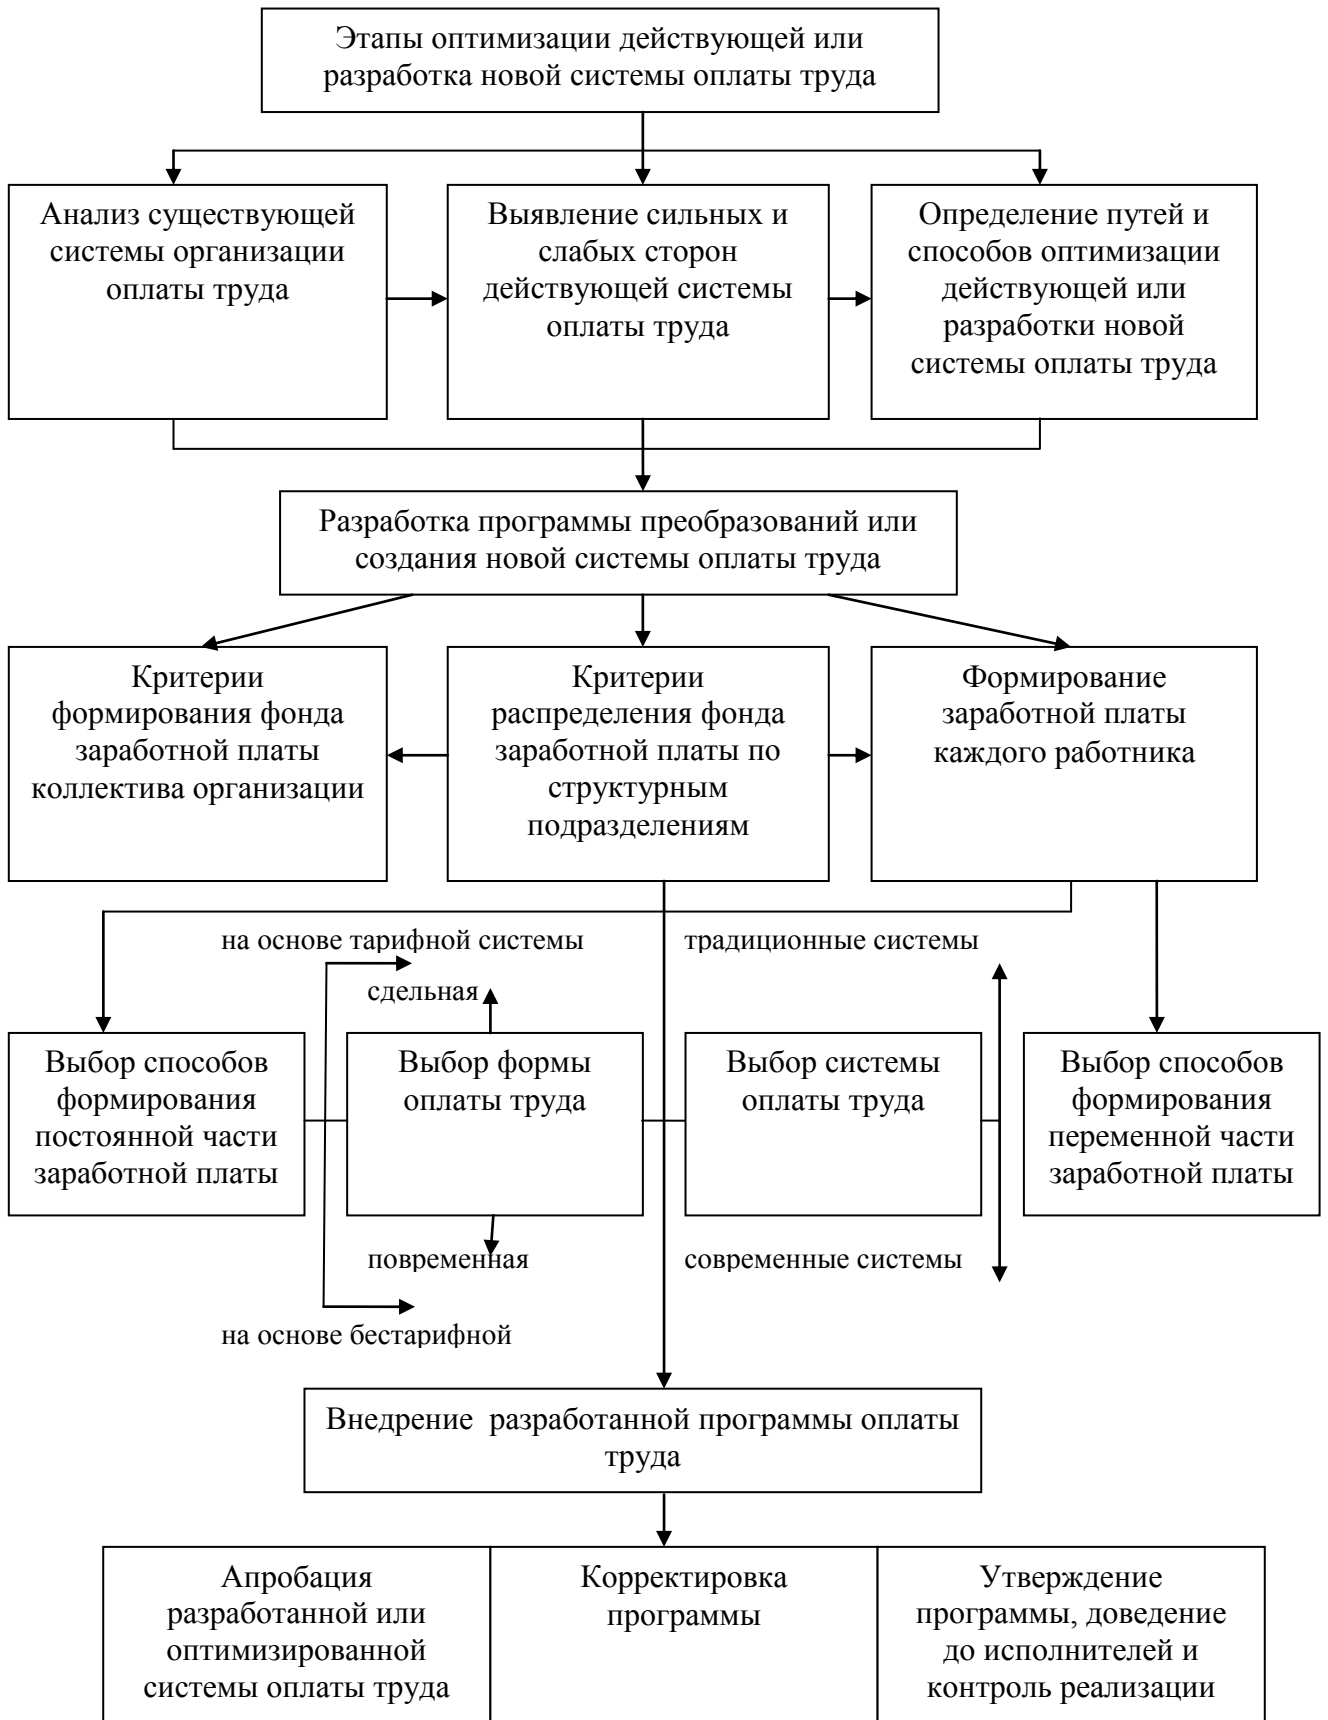 Этапы оптимизации действующей или
разработка новой системы оплаты труда
Анализ существующей
системы организации
оплаты труда
Выявление сильных и
слабых сторон
действующей системы
оплаты труда
Определение путей и
способов оптимизации
действующей или
разработки новой
системы оплаты труда
Разработка программы преобразований или
создания новой системы оплаты труда
Критерии
формирования фонда
заработной платы
коллектива организации
Критерии
распределения фонда
заработной платы по
структурным
подразделениям
Формирование
заработной платы
каждого работника
на основе тарифной системы
традиционные системы
сдельная
Выбор способов
формирования
постоянной части
заработной платы
Выбор формы
оплаты труда
Выбор системы
оплаты труда
Выбор способов
формирования
переменной части
заработной платы
повременная
современные системы
на основе бестарифной
Внедрение  разработанной программы оплаты
труда
Апробация
разработанной или
оптимизированной
системы оплаты труда
Корректировка
программы
Утверждение
программы, доведение
до исполнителей и
контроль реализации